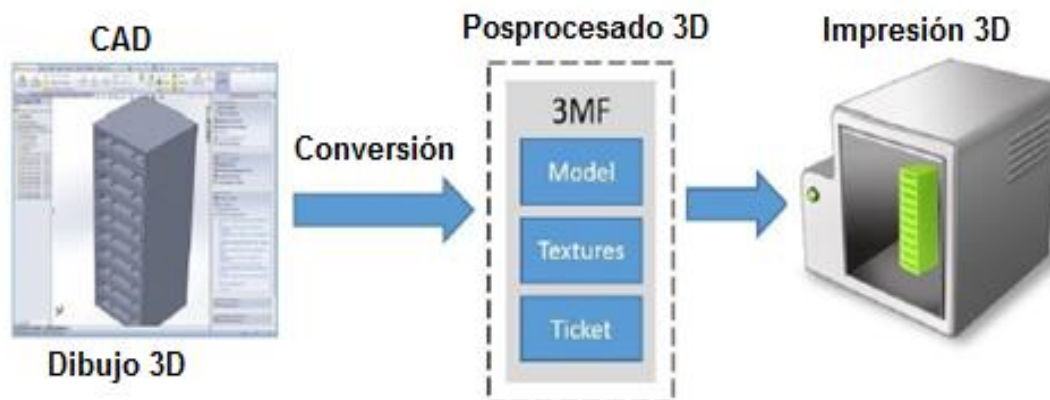 CAD
Dibujo 3D
Conversión
Posprocesado 3D
3MF
Model
Textures
Ticket
Impresión 3D